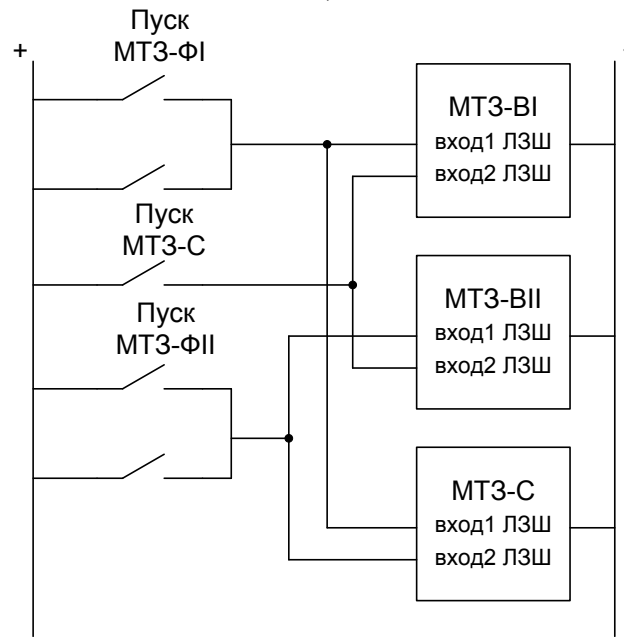 Пуск
МТЗ-ФI
+
МТЗ-ВI
вход1 ЛЗШ
вход2 ЛЗШ
Пуск
МТЗ-С
МТЗ-ВII
вход1 ЛЗШ
вход2 ЛЗШ
Пуск
МТЗ-ФII
МТЗ-С
вход1 ЛЗШ
вход2 ЛЗШ